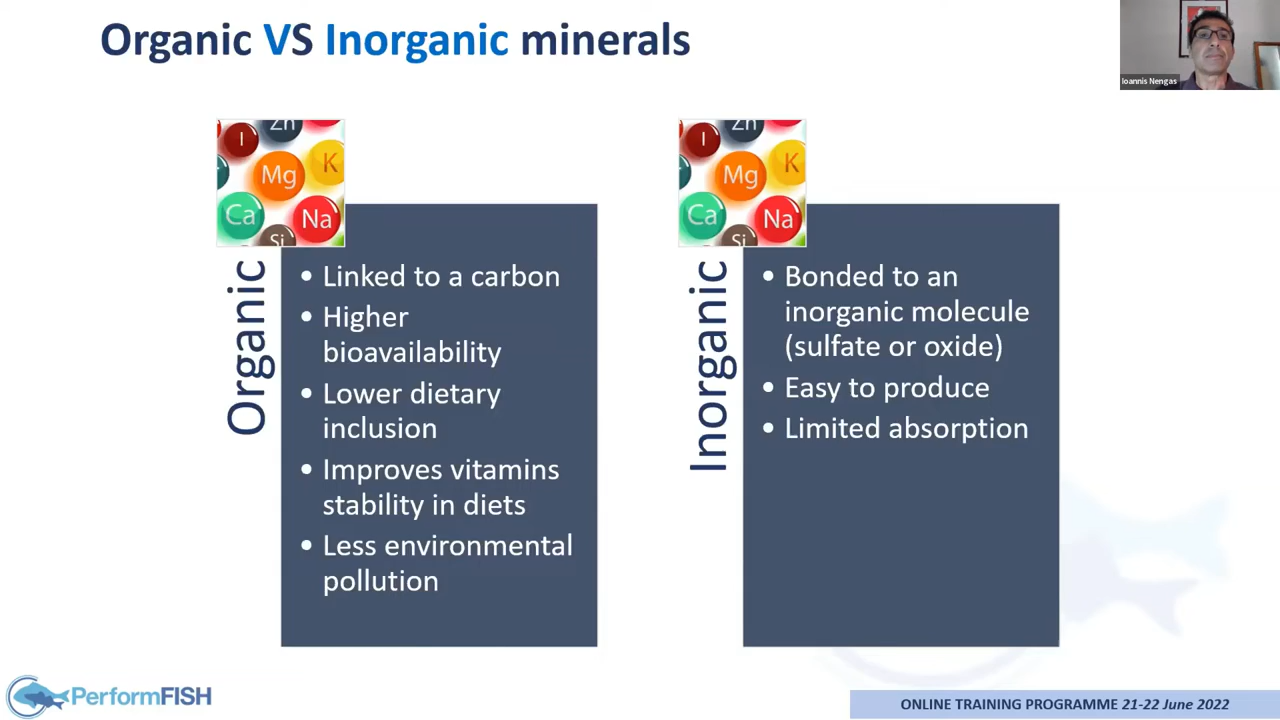 Organic VS Inorganic minerals
Ioannis Nengas
I
Zn
Mg
K
Ca
Na
Si
Organic
• Linked to a carbon
• Higher
bioavailability
• Lower dietary
inclusion
• Improves vitamins
stability in diets
• Less environmental
pollution
I
Zn
Mg
K
Ca
Na
Si
Inorganic
• Bonded to an
inorganic molecule
(sulfate or oxide)
• Easy to produce
• Limited absorption
PerformFISH
ONLINE TRAINING PROGRAMME 21-22 June 2022